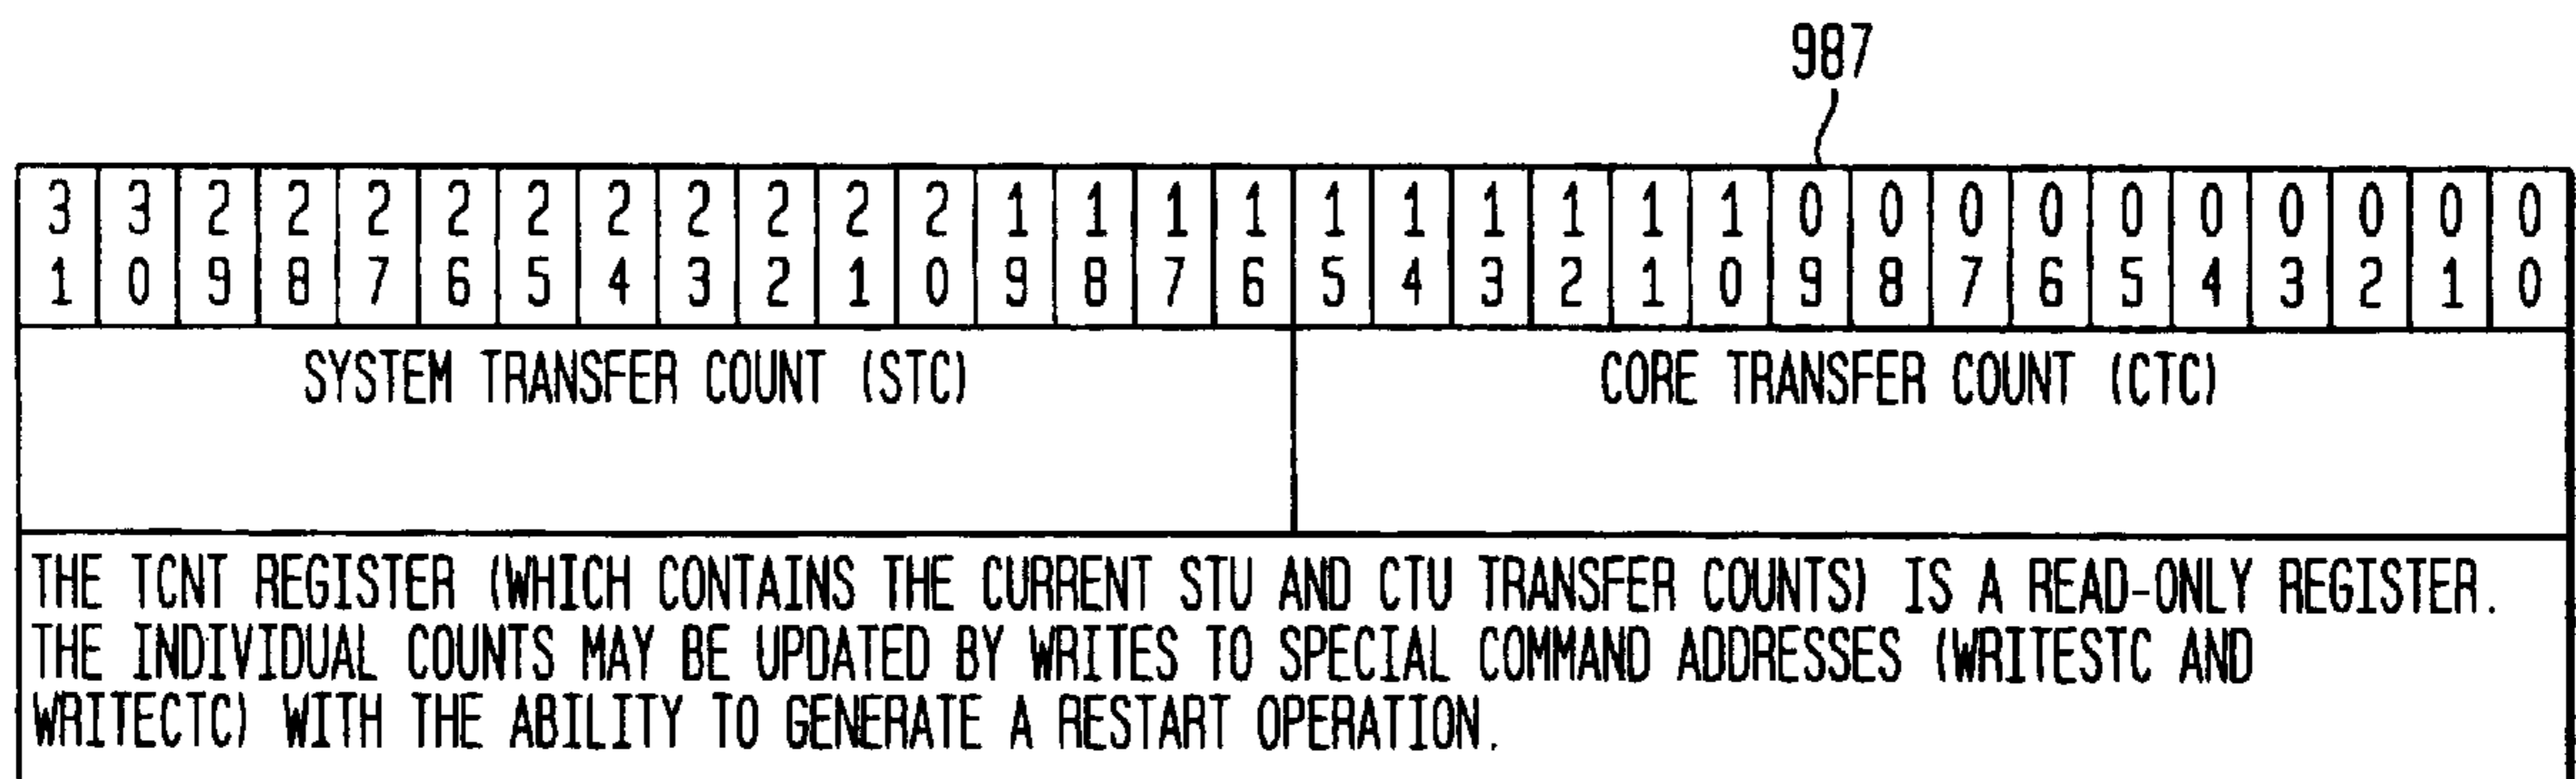 987
3 3 2 2 2 2 2 2 2 2 2 2 1 1 1 1 1 1 1 1 1 1 0 0 0 0 0 0 0 0 0 0
1 0 9 8 7 6 5 4 3 2 1 0 9 8 7 6 5 4 3 2 1 0 9 8 7 6 5 4 3 2 1 0
SYSTEM TRANSFER COUNT (STC) CORE TRANSFER COUNT (CTC)
THE TCNT REGISTER (WHICH CONTAINS THE CURRENT STU AND CTU TRANSFER COUNTS) IS A READ-ONLY REGISTER.
THE INDIVIDUAL COUNTS MAY BE UPDATED BY WRITES TO SPECIAL COMMAND ADDRESSES (WRITESTC AND
WRITECTC) WITH THE ABILITY TO GENERATE A RESTART OPERATION.